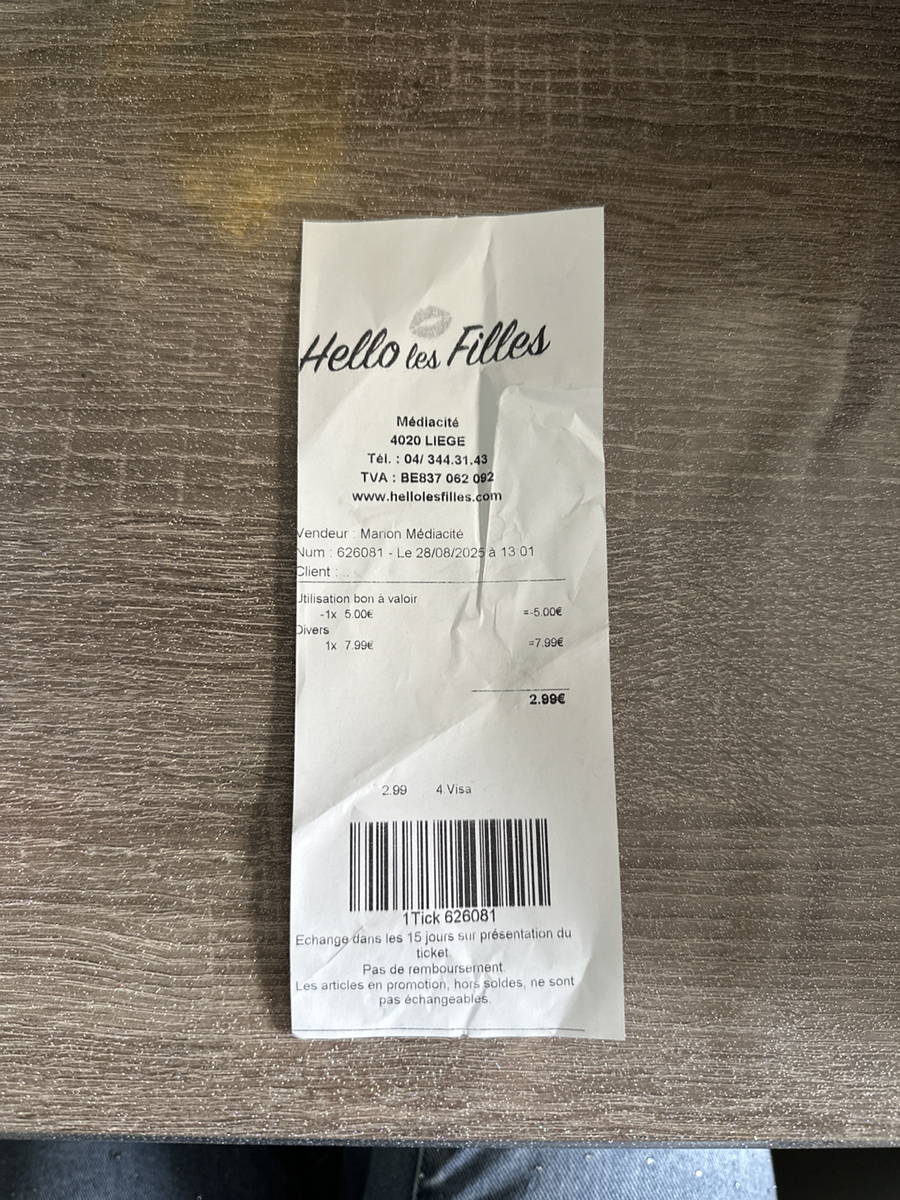 Hello les Filles
Médiacité
4020 LIEGE
Tél. : 04/ 344.31.43
TVA : BE837 062 092
www.hellolesfilles.com
Vendeur : Manon Médiacité
Num : 626081 - Le 28/08/2025 à 13:01
Client : ..
Utilisation bon à valoir
-1x 5.00€ =-5.00€
Divers
1x 7.99€ =7.99€
2.99€
2.99 4.Visa
1Tick 626081
Echange dans les 15 jours sur présentation du
ticket.
Pas de remboursement.
Les articles en promotion, hors soldes, ne sont
pas échangeables.